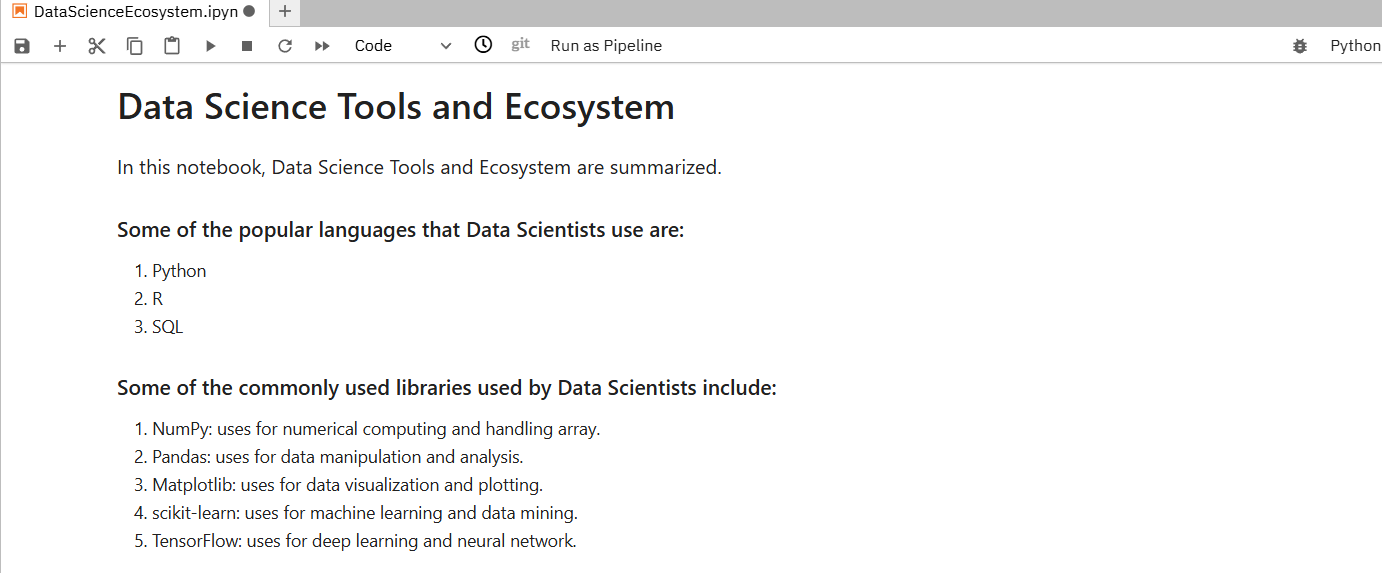 DataScienceEcosystem.ipyn
Code
git
Run as Pipeline
Python
Data Science Tools and Ecosystem
In this notebook, Data Science Tools and Ecosystem are summarized.
Some of the popular languages that Data Scientists use are:
1. Python
2. R
3. SQL
Some of the commonly used libraries used by Data Scientists include:
1. NumPy: uses for numerical computing and handling array.
2. Pandas: uses for data manipulation and analysis.
3. Matplotlib: uses for data visualization and plotting.
4. scikit-learn: uses for machine learning and data mining.
5. TensorFlow: uses for deep learning and neural network.